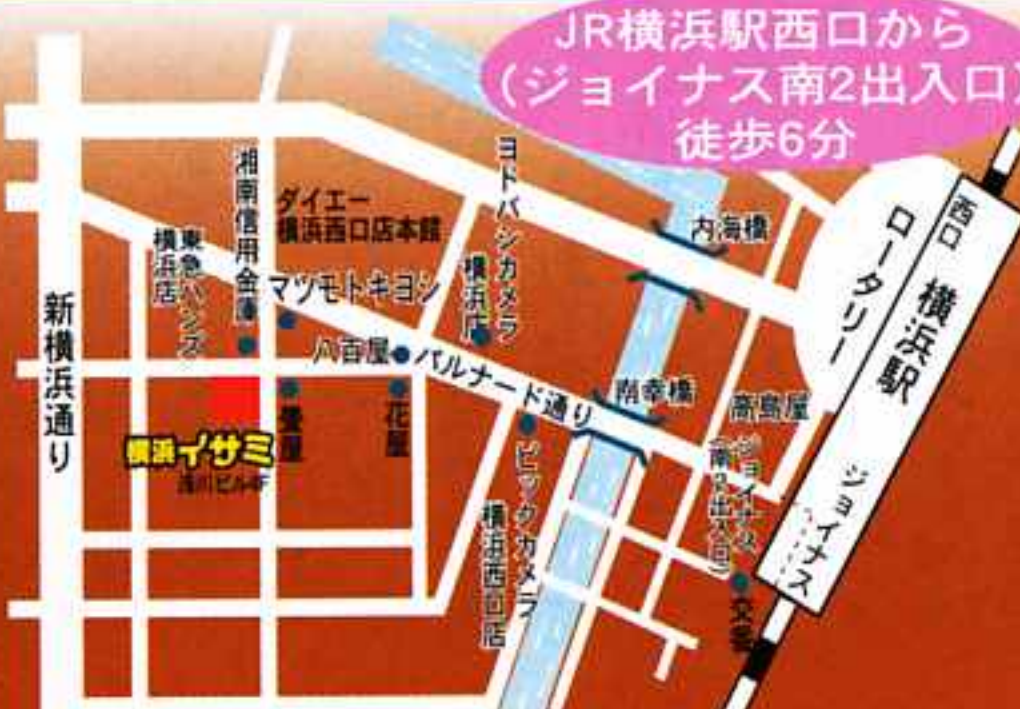 JR横浜駅西口から
(ジョイナス南2出入口)
徒歩6分
西口 横浜駅
ロータリー
ジョイナス
内海橋
ヨドバシカメラ
横浜店
湘南信用金庫
ダイエー
横浜西口店本館
東急ハンズ
横浜店
マツモトキヨシ
新横浜通り
八百屋
パルナード通り
南幸橋
高島屋
ジョイナス
(南2出入口)
畳屋
花屋
横浜イサミ
浅川ビル4F
ビックカメラ
横浜西口店
交番